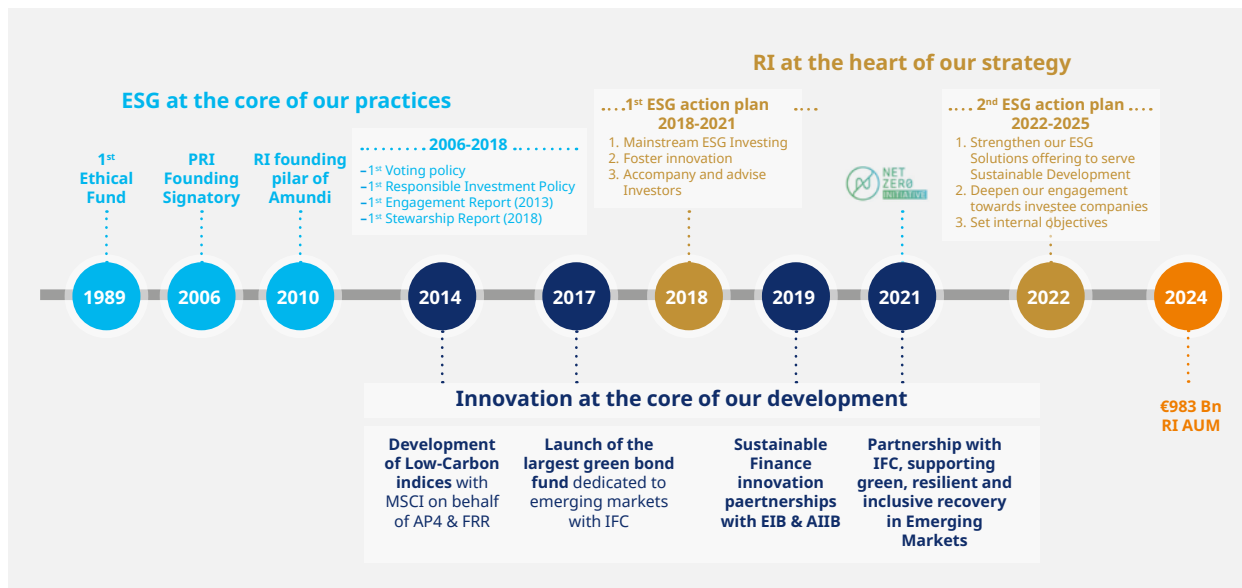 RI at the heart of our strategy
ESG at the core of our practices
1st
Ethical
Fund
PRI
Founding
Signatory
RI founding
pilar of
Amundi
2006-2018
–1st Voting policy
–1st Responsible Investment Policy
–1st Engagement Report (2013)
–1st Stewarship Report (2018)
1st ESG action plan
2018-2021
1. Mainstream ESG Investing
2. Foster innovation
3. Accompany and advise
Investors
NET
ZERO
INITIATIVE
2nd ESG action plan
2022-2025
1. Strengthen our ESG
Solutions offering to serve
Sustainable Development
2. Deepen our engagement
towards investee companies
3. Set internal objectives
1989
2006
2010
2014
2017
2018
2019
2021
2022
2024
Innovation at the core of our development
Development
of Low-Carbon
indices with
MSCI on behalf
of AP4 & FRR
Launch of the
largest green bond
fund dedicated to
emerging markets
with IFC
Sustainable
Finance
innovation
paertnerships
with EIB & AIIB
Partnership with
IFC, supporting
green, resilient and
inclusive recovery
in Emerging
Markets
€983 Bn
RI AUM